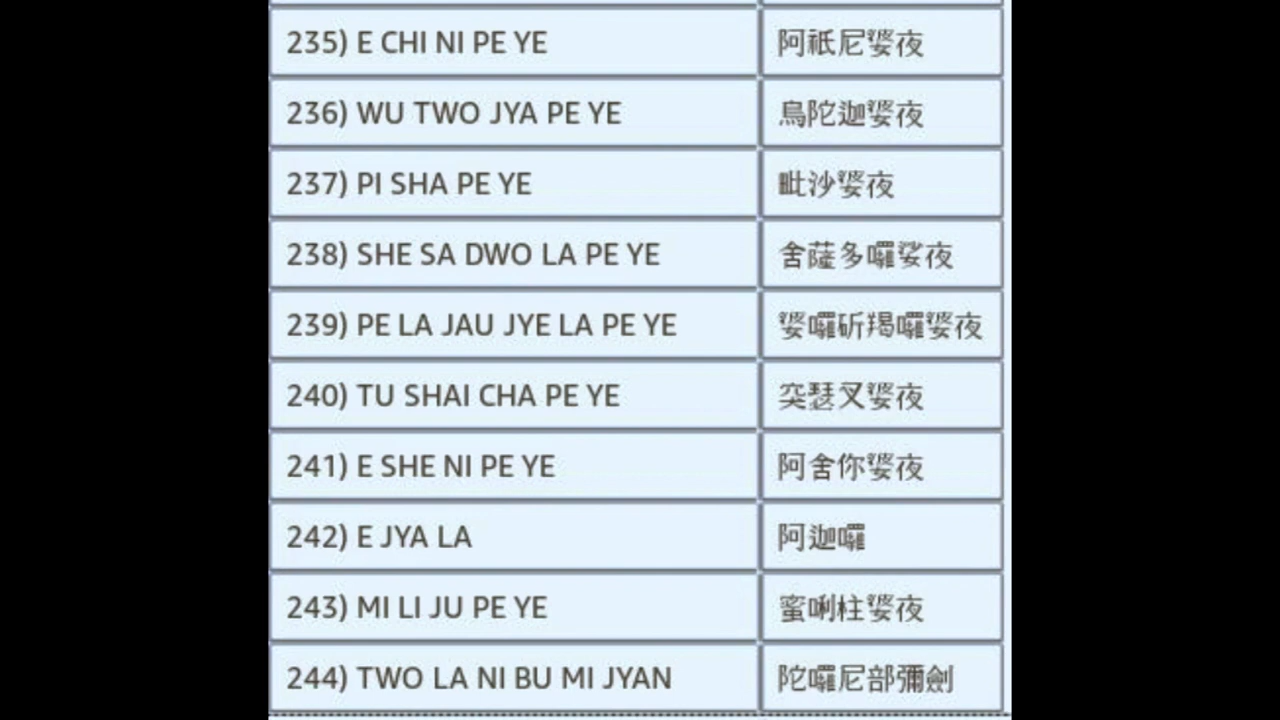 235) E CHI NI PE YE 阿祇尼婆夜
236) WU TWO JYA PE YE 烏陀迦婆夜
237) PI SHA PE YE 毗沙婆夜
238) SHE SA DWO LA PE YE 舍薩多囉娑夜
239) PE LA JAU JYE LA PE YE 婆囉斫羯囉婆夜
240) TU SHAI CHA PE YE 突瑟叉婆夜
241) E SHE NI PE YE 阿舍你婆夜
242) E JYA LA 阿迦囉
243) MI LI JU PE YE 蜜唎柱婆夜
244) TWO LA NI BU MI JYAN 陀囉尼部彌劍